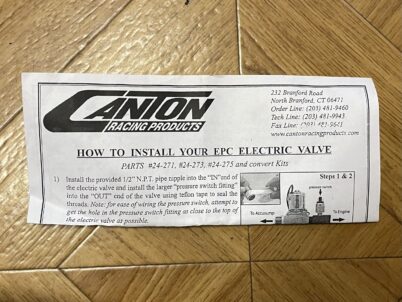 CANTON
RACING PRODUCTS
232 Branford Road
North Branford, CT 06471
Order Line: (203) 481-9460
Tech Line: (203) 481-9943
Fax Line:
www.cantonracingproducts.com
HOW TO INSTALL YOUR EPC ELECTRIC VALVE
PARTS #24-271, #24-273, #24-275 and convert Kits
1) Install the provided 1/2" N.P.T. pipe nipple into the "IN"end of
the electric valve and install the larger "pressure switch fitting"
into the "OUT" end of the valve using teflon tape to seal the
threads. Note: for ease of wiring the pressure switch, attempt to
get the hole in the pressure switch fitting as close to the top of
the electric valve as possible.
Steps 1 & 2
pressure switch
To Accusump
To Engine